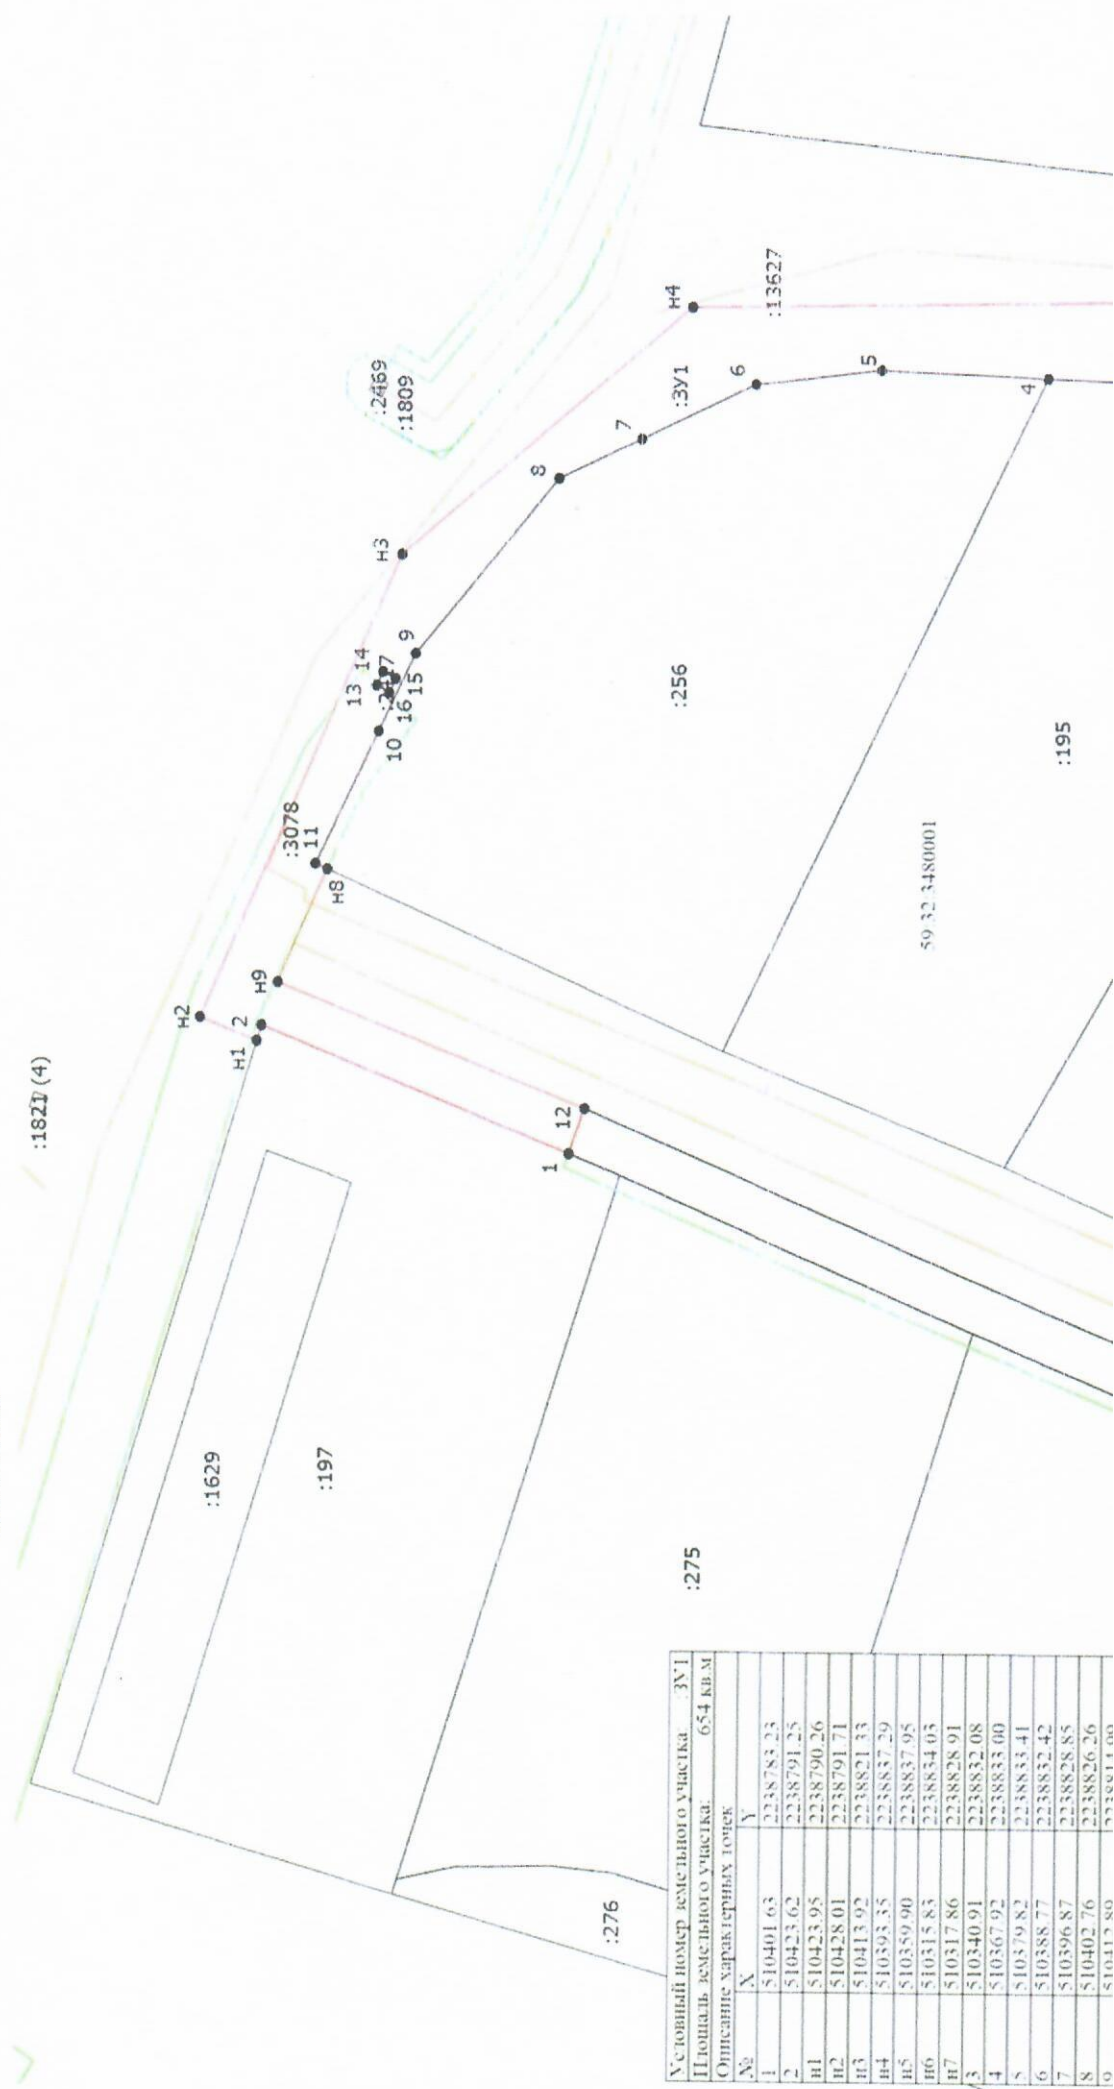 :1821 (4)
н2
н1
2
н9
:3078
11
н8
13
14
10
16
15
9
н3
:2469
:1809
8
7
:ЗУ1
6
5
4
н4
:13627
:256
:195
59:32:3480001
1
12
:1629
:197
:275
:276
Условный номер земельного участка :ЗУ1
Площадь земельного участка: 654 кв.м
Описание характерных точек
№ X Y
1 510401.63 2238783.23
2 510423.62 2238791.25
н1 510423.95 2238790.26
н2 510428.01 2238791.71
н3 510413.92 2238821.33
н4 510393.35 2238837.29
н5 510359.90 2238837.95
н6 510315.83 2238834.03
н7 510317.86 2238828.91
3 510340.91 2238832.08
4 510367.92 2238833.00
5 510379.82 2238833.41
6 510388.77 2238832.42
7 510396.87 2238828.85
8 510402.76 2238826.26